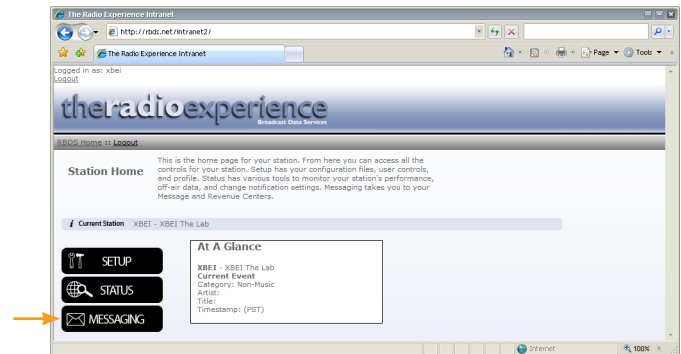 The Radio Experience Intranet
http://rbds.net/Intranet2/
The Radio Experience Intranet
Page
Tools
Logged in as: xbei
Logout
theradioexperience
Broadcast Data Services
RBDS Home :: Logout
Station Home
This is the home page for your station. From here you can access all the
controls for your station. Setup has your configuration files, user controls,
and profile. Status has various tools to monitor your station's performance,
off-air data, and change notification settings. Messaging takes you to your
Message and Revenue Centers.
i Current Station XBEI - XBEI The Lab
SETUP
STATUS
MESSAGING
At A Glance
XBEI - XBEI The Lab
Current Event
Category: Non-Music
Artist:
Title:
Timestamp: (PST)
Internet
100%